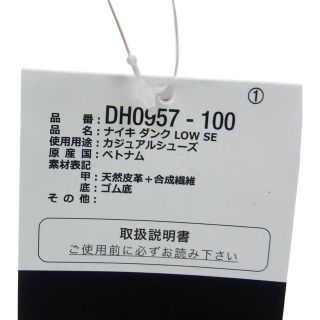 ①
品番：DH0957 - 100
品名：ナイキ ダンク LOW SE
使用用途：カジュアルシューズ
原産国：ベトナム
素材表記
甲：天然皮革＋合成繊維
底：ゴム底
その他：
取扱説明書
ご使用前に必ずお読み下さい